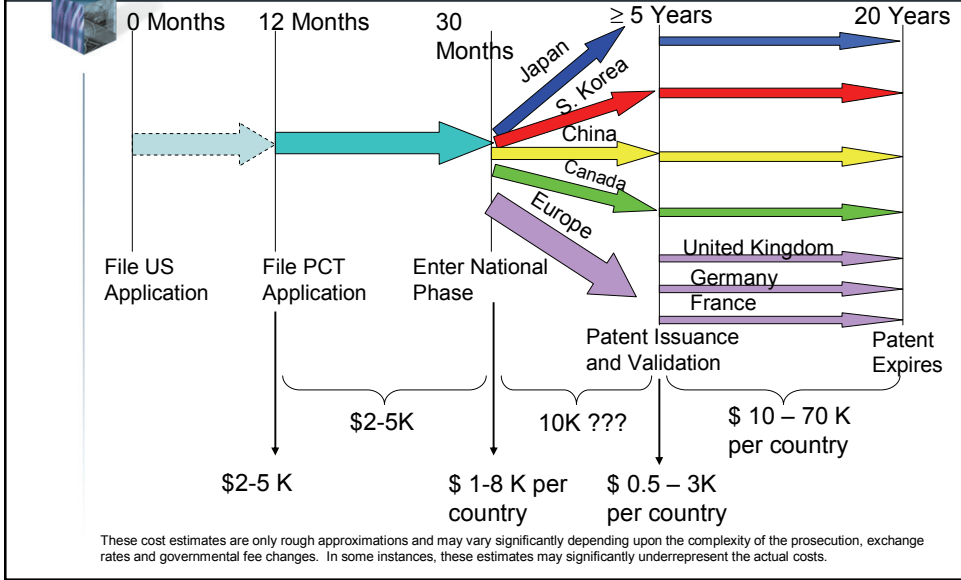 0 Months
12 Months
30
Months
≥ 5 Years
20 Years
Japan
S. Korea
China
Canada
Europe
United Kingdom
Germany
France
File US
Application
File PCT
Application
Enter National
Phase
Patent Issuance
and Validation
Patent
Expires
$2-5K
10K ???
$ 10 – 70 K
per country
$2-5 K
$ 1-8 K per
country
$ 0.5 – 3K
per country
These cost estimates are only rough approximations and may vary significantly depending upon the complexity of the prosecution, exchange
rates and governmental fee changes. In some instances, these estimates may significantly underrepresent the actual costs.